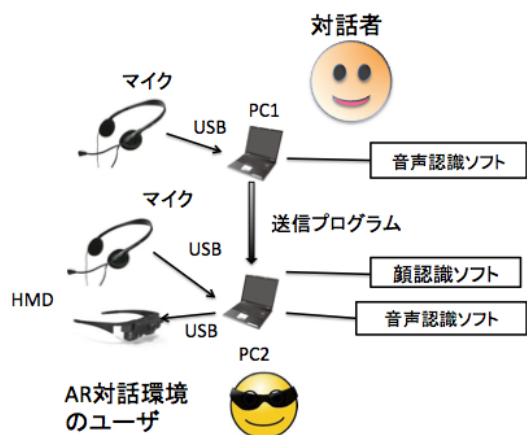 対話者
マイク
USB
PC1
音声認識ソフト
送信プログラム
マイク
USB
顔認識ソフト
HMD
USB
音声認識ソフト
PC2
AR対話環境
のユーザ